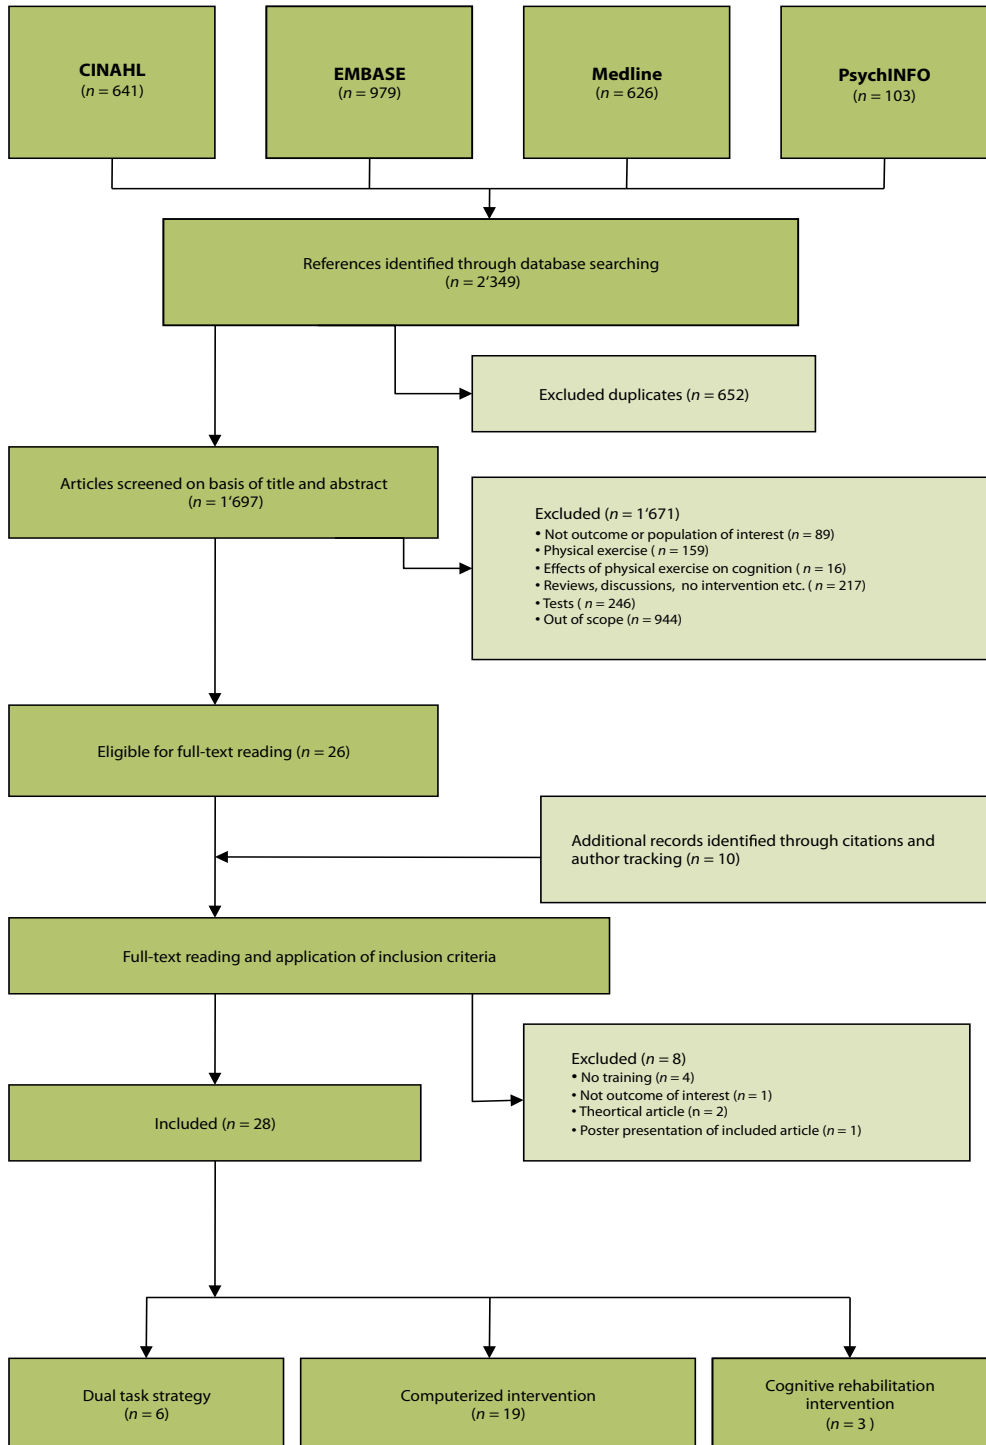 CINAHL
(n = 641)
EMBASE
(n = 979)
Medline
(n = 626)
PsychINFO
(n = 103)
References identified through database searching
(n = 2‘349)
Excluded duplicates (n = 652)
Articles screened on basis of title and abstract
(n = 1‘697)
Excluded (n = 1‘671)
• Not outcome or population of interest (n = 89)
• Physical exercise ( n = 159)
• Effects of physical exercise on cognition ( n = 16)
• Reviews, discussions, no intervention etc. ( n = 217)
• Tests ( n = 246)
• Out of scope (n = 944)
Eligible for full-text reading (n = 26)
Additional records identified through citations and
author tracking (n = 10)
Full-text reading and application of inclusion criteria
Excluded (n = 8)
• No training (n = 4)
• Not outcome of interest (n = 1)
• Theortical article (n = 2)
• Poster presentation of included article (n = 1)
Included (n = 28)
Dual task strategy
(n = 6)
Computerized intervention
(n = 19)
Cognitive rehabilitation
intervention
(n = 3 )